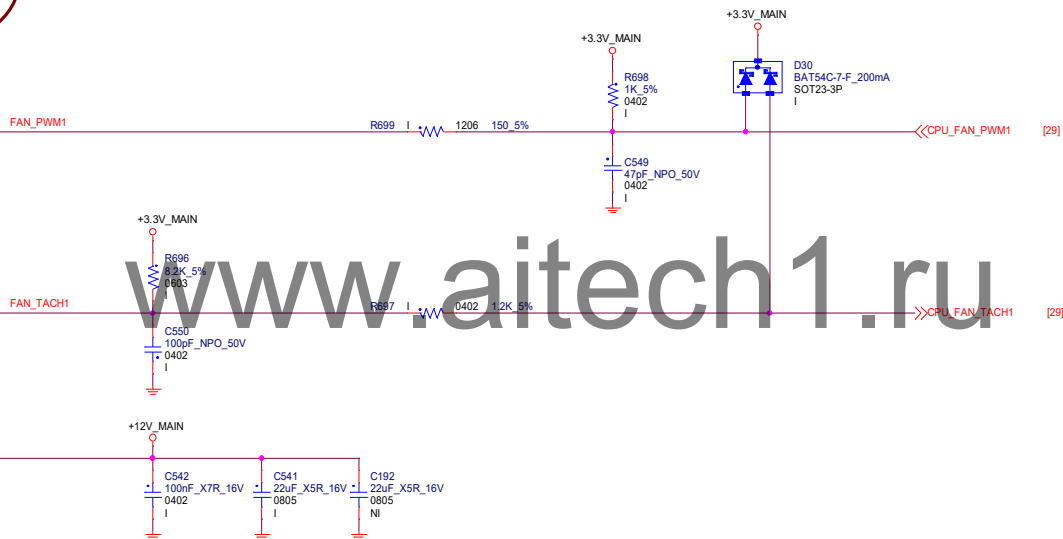 +3.3V_MAIN
D30
BAT54C-7-F_200mA
SOT23-3P
I
+3.3V_MAIN
R698
1K_5%
0402
I
FAN_PWM1
R699 I 1206 150_5%
CPU_FAN_PWM1 [29]
C549
47pF_NPO_50V
0402
I
+3.3V_MAIN
R696
8.2K_5%
0603
I
FAN_TACH1
R697 I 0402 1.2K_5%
CPU_FAN_TACH1 [29]
C550
100pF_NPO_50V
0402
I
www.aitech1.ru
+12V_MAIN
C542
100nF_X7R_16V
0402
I
C541
22uF_X5R_16V
0805
I
C192
22uF_X5R_16V
0805
NI